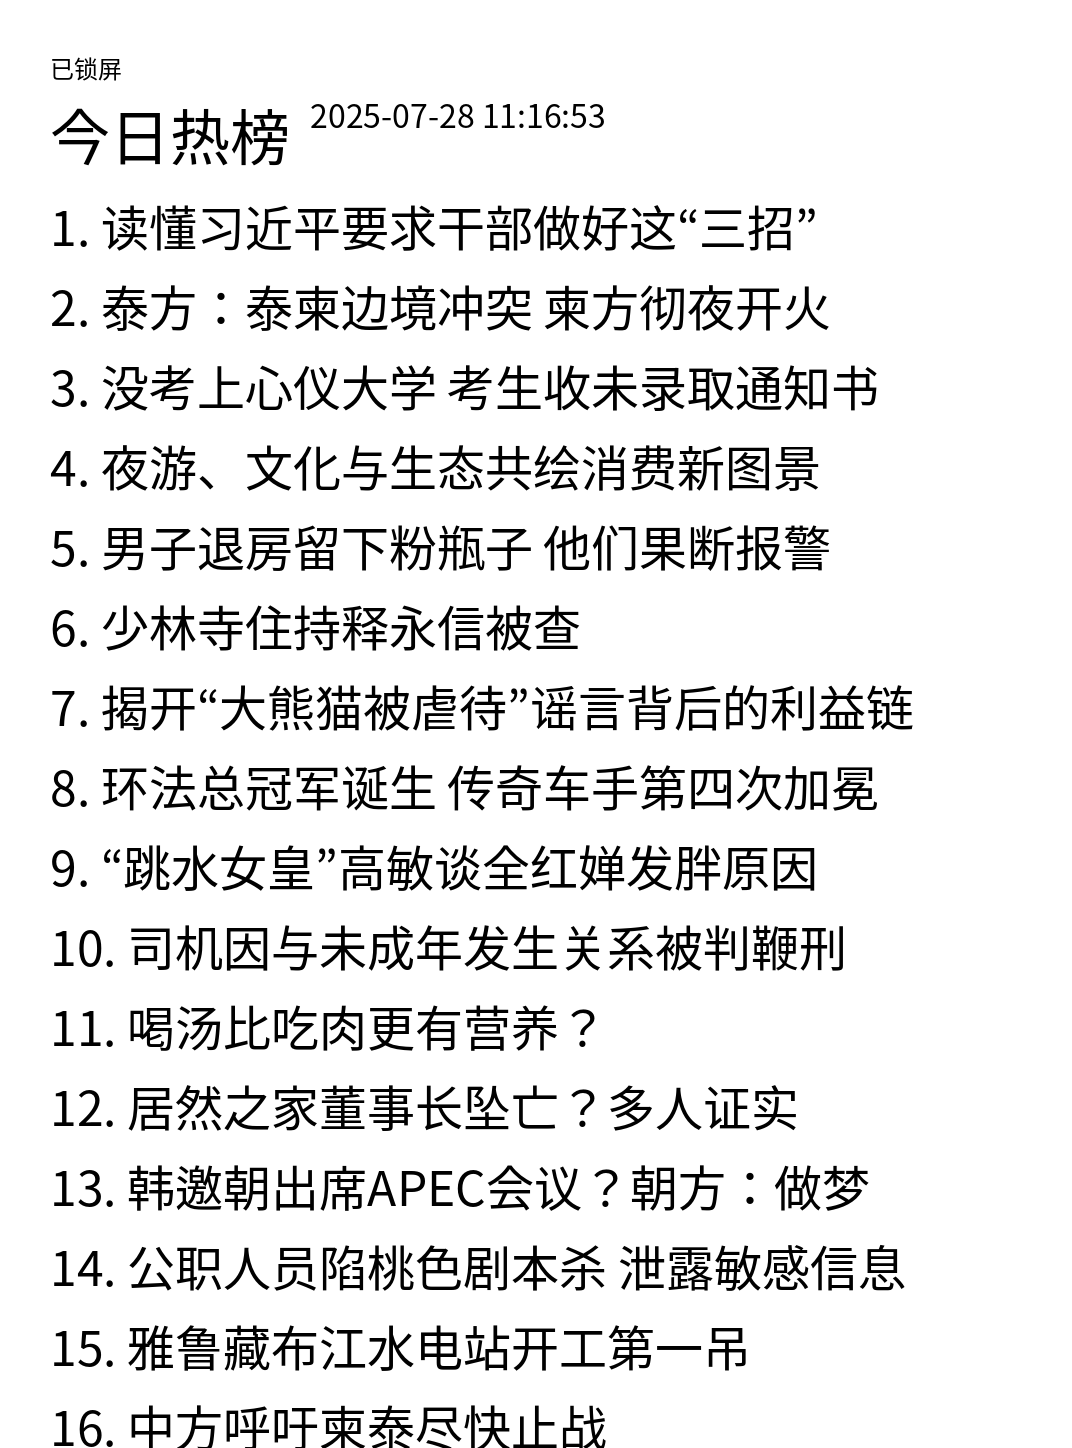 已锁屏
今日热榜 2025-07-28 11:16:53
1. 读懂习近平要求干部做好这“三招”
2. 泰方：泰柬边境冲突 柬方彻夜开火
3. 没考上心仪大学 考生收未录取通知书
4. 夜游、文化与生态共绘消费新图景
5. 男子退房留下粉瓶子 他们果断报警
6. 少林寺住持释永信被查
7. 揭开“大熊猫被虐待”谣言背后的利益链
8. 环法总冠军诞生 传奇车手第四次加冕
9. “跳水女皇”高敏谈全红婵发胖原因
10. 司机因与未成年发生关系被判鞭刑
11. 喝汤比吃肉更有营养？
12. 居然之家董事长坠亡？多人证实
13. 韩邀朝出席APEC会议？朝方：做梦
14. 公职人员陷桃色剧本杀 泄露敏感信息
15. 雅鲁藏布江水电站开工第一吊
16. 中方呼吁柬泰尽快止战